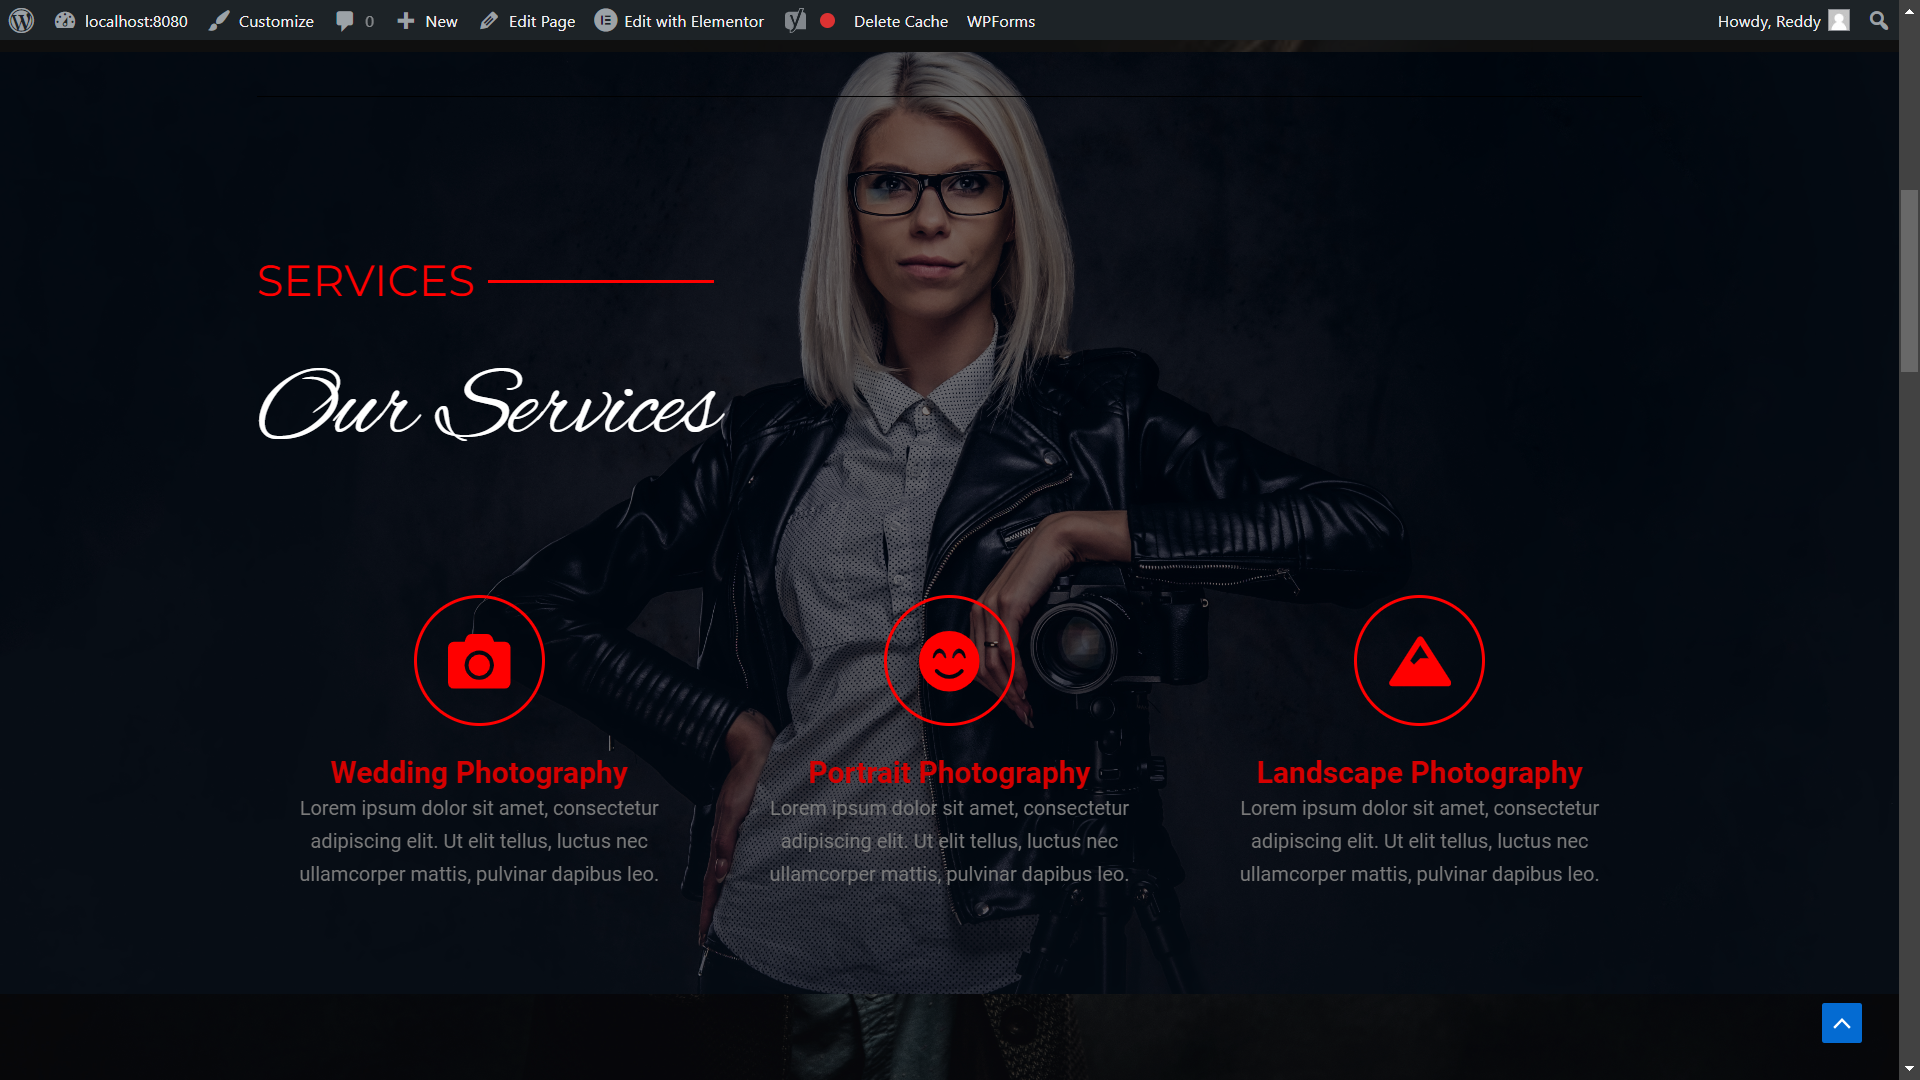 localhost:8080 Customize 0 New Edit Page Edit with Elementor Delete Cache WPForms Howdy, Reddy
SERVICES
Our Services
Wedding Photography
Lorem ipsum dolor sit amet, consectetur
adipiscing elit. Ut elit tellus, luctus nec
ullamcorper mattis, pulvinar dapibus leo.
Portrait Photography
Lorem ipsum dolor sit amet, consectetur
adipiscing elit. Ut elit tellus, luctus nec
ullamcorper mattis, pulvinar dapibus leo.
Landscape Photography
Lorem ipsum dolor sit amet, consectetur
adipiscing elit. Ut elit tellus, luctus nec
ullamcorper mattis, pulvinar dapibus leo.